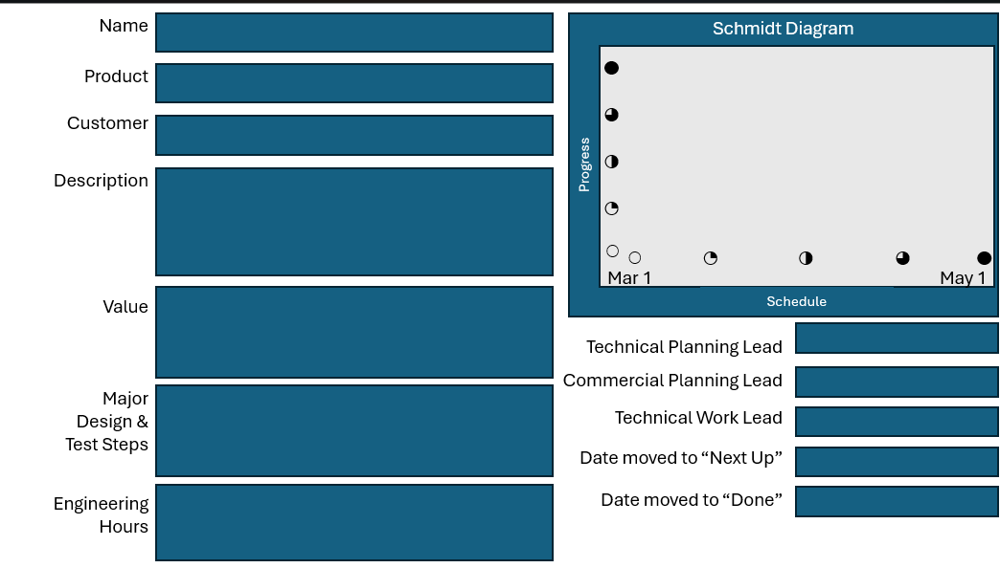 Name
Product
Customer
Description
Value
Major
Design &
Test Steps
Engineering
Hours
Schmidt Diagram
Progress
Mar 1
May 1
Schedule
Technical Planning Lead
Commercial Planning Lead
Technical Work Lead
Date moved to “Next Up”
Date moved to “Done”